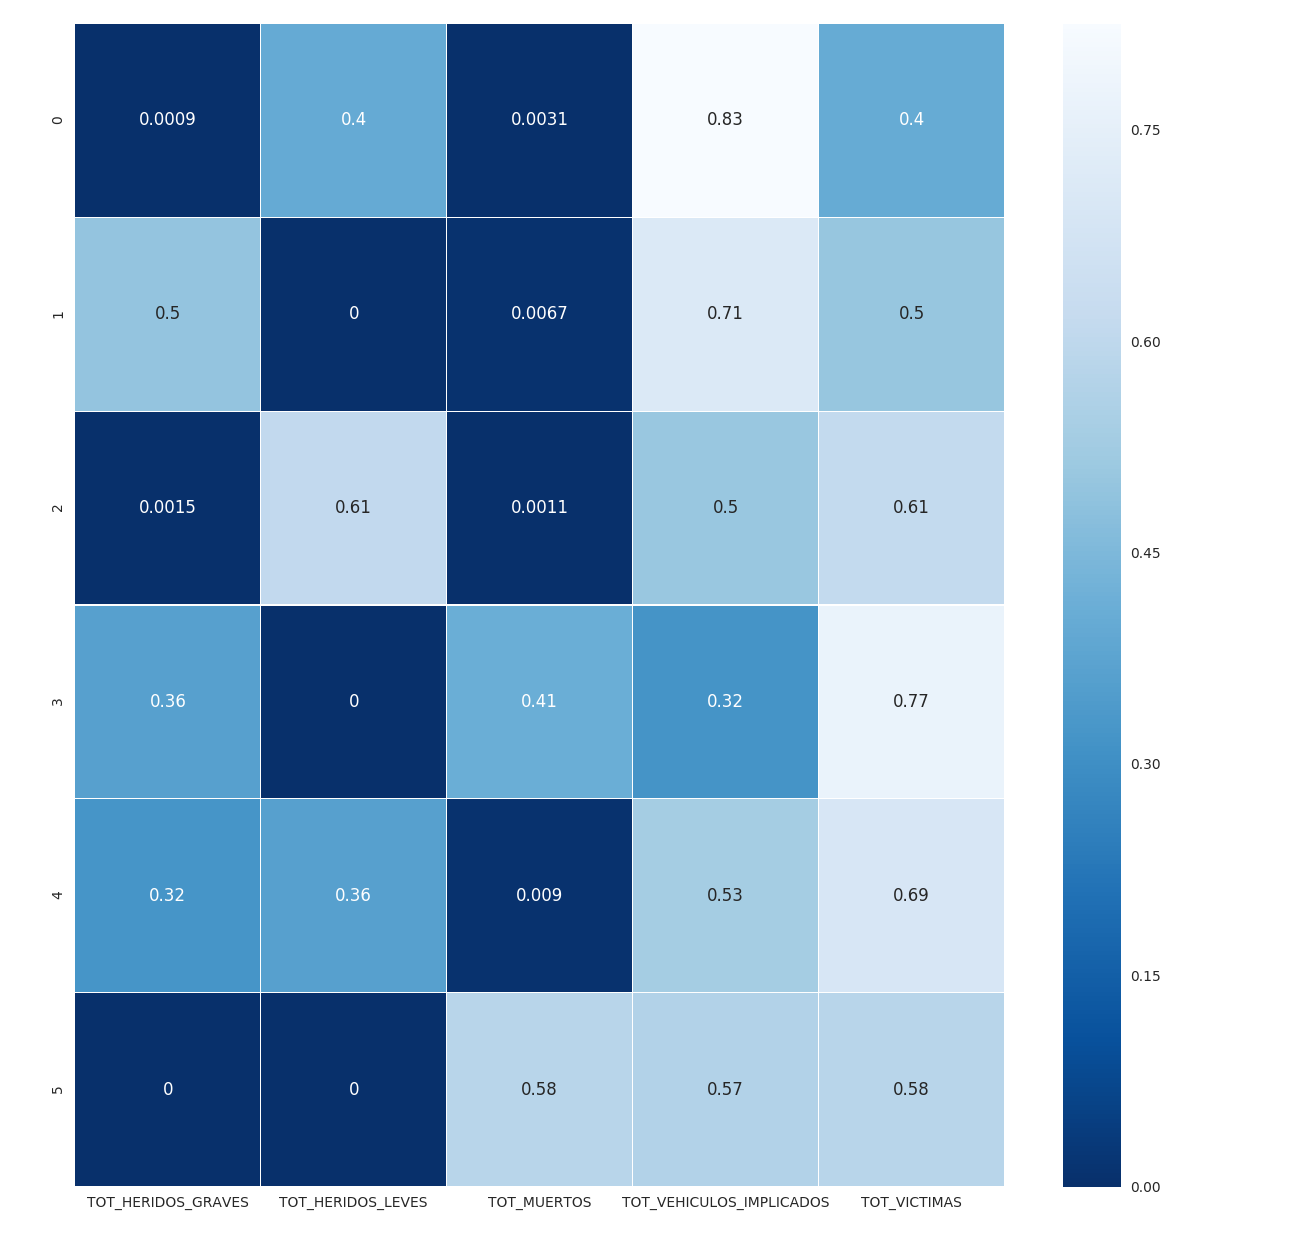 0 0.0009 0.4 0.0031 0.83 0.4
1 0.5 0 0.0067 0.71 0.5
2 0.0015 0.61 0.0011 0.5 0.61
3 0.36 0 0.41 0.32 0.77
4 0.32 0.36 0.009 0.53 0.69
5 0 0 0.58 0.57 0.58
TOT_HERIDOS_GRAVES TOT_HERIDOS_LEVES TOT_MUERTOS TOT_VEHICULOS_IMPLICADOS TOT_VICTIMAS
0.75
0.60
0.45
0.30
0.15
0.00